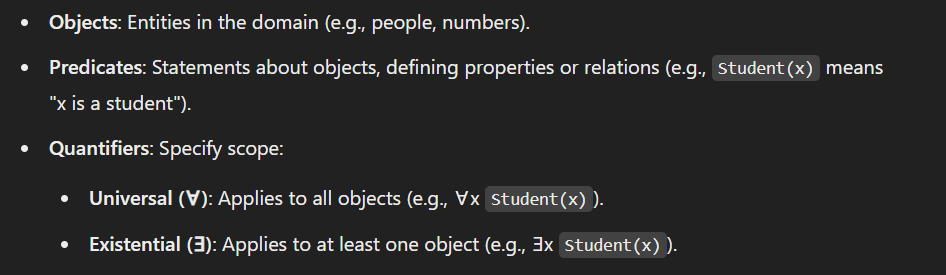 • Objects: Entities in the domain (e.g., people, numbers).
• Predicates: Statements about objects, defining properties or relations (e.g., Student(x) means
"x is a student").
• Quantifiers: Specify scope:
• Universal (∀): Applies to all objects (e.g., ∀x Student(x)).
• Existential (∃): Applies to at least one object (e.g., ∃x Student(x)).